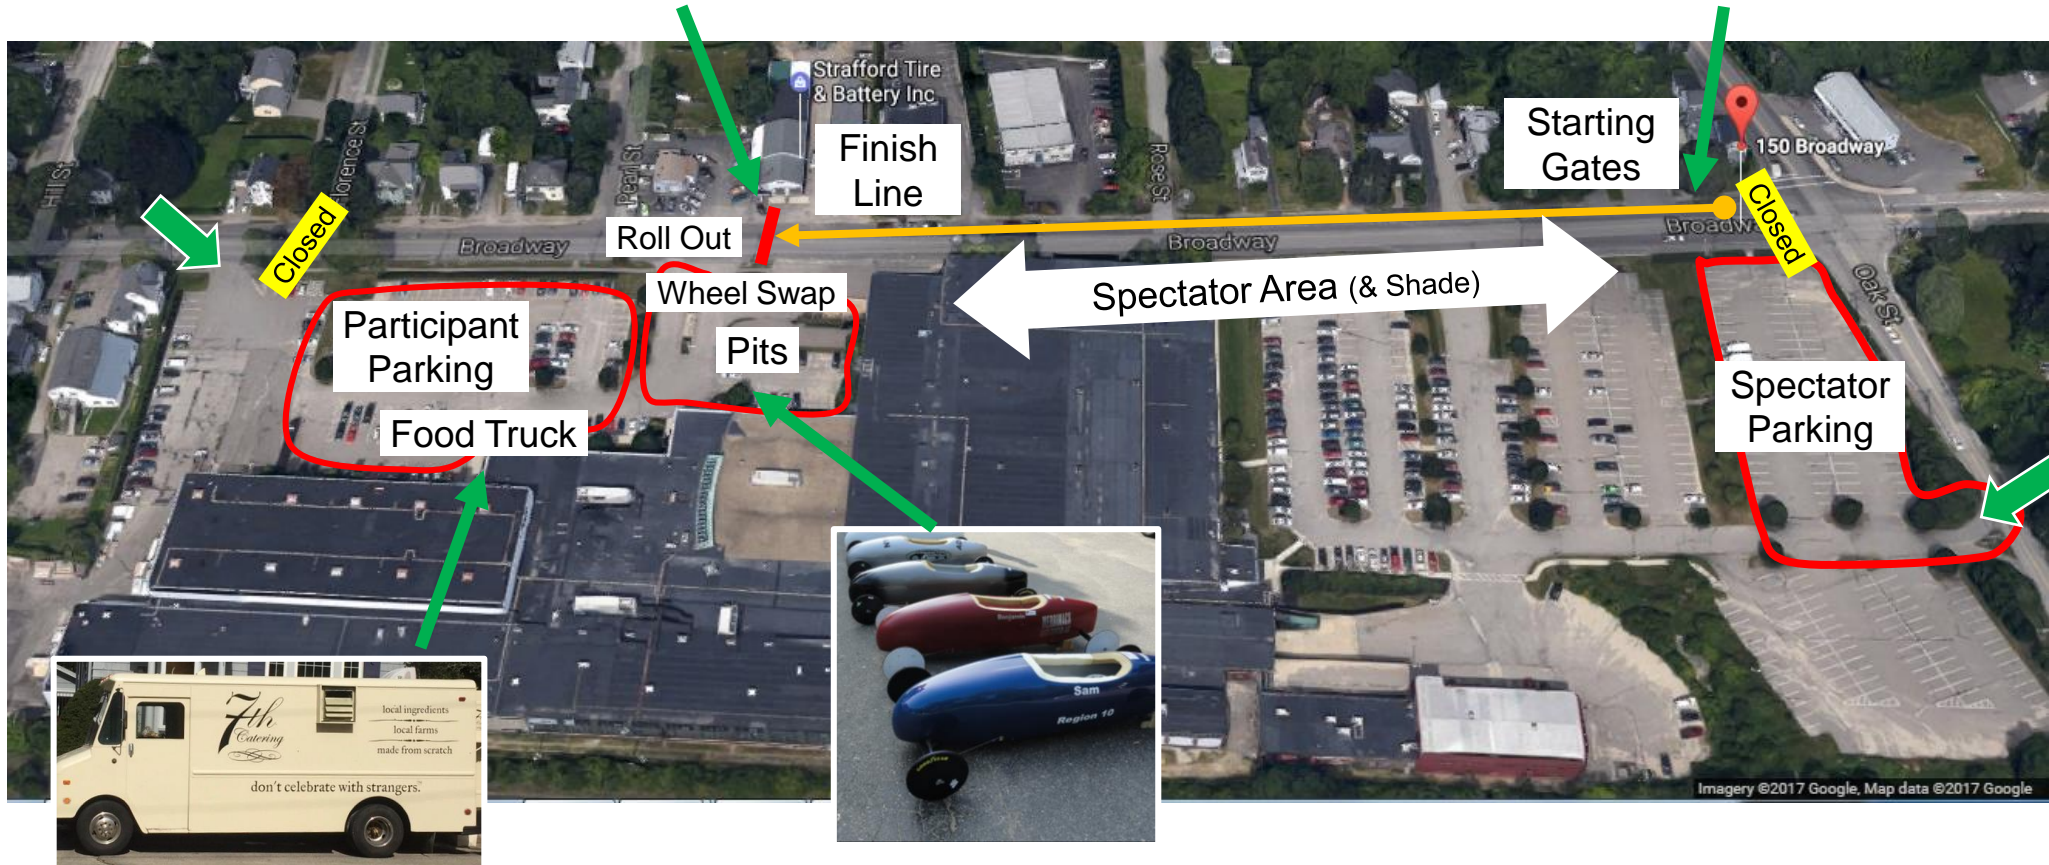 Strafford Tire
& Battery Inc
Finish
Line
Starting
Gates
150 Broadway
Closed
Closed
Hill St
Florence St
Pearl St
Rose St
Oak St
Roll Out
Broadway
Broadway
Broadway
Wheel Swap
Pits
Spectator Area (& Shade)
Participant
Parking
Food Truck
Spectator
Parking
7th
Catering
local ingredients
local farms
made from scratch
don't celebrate with strangers.
Benjamin
Sam
Region 10
GOODYEAR
Imagery ©2017 Google, Map data ©2017 Google